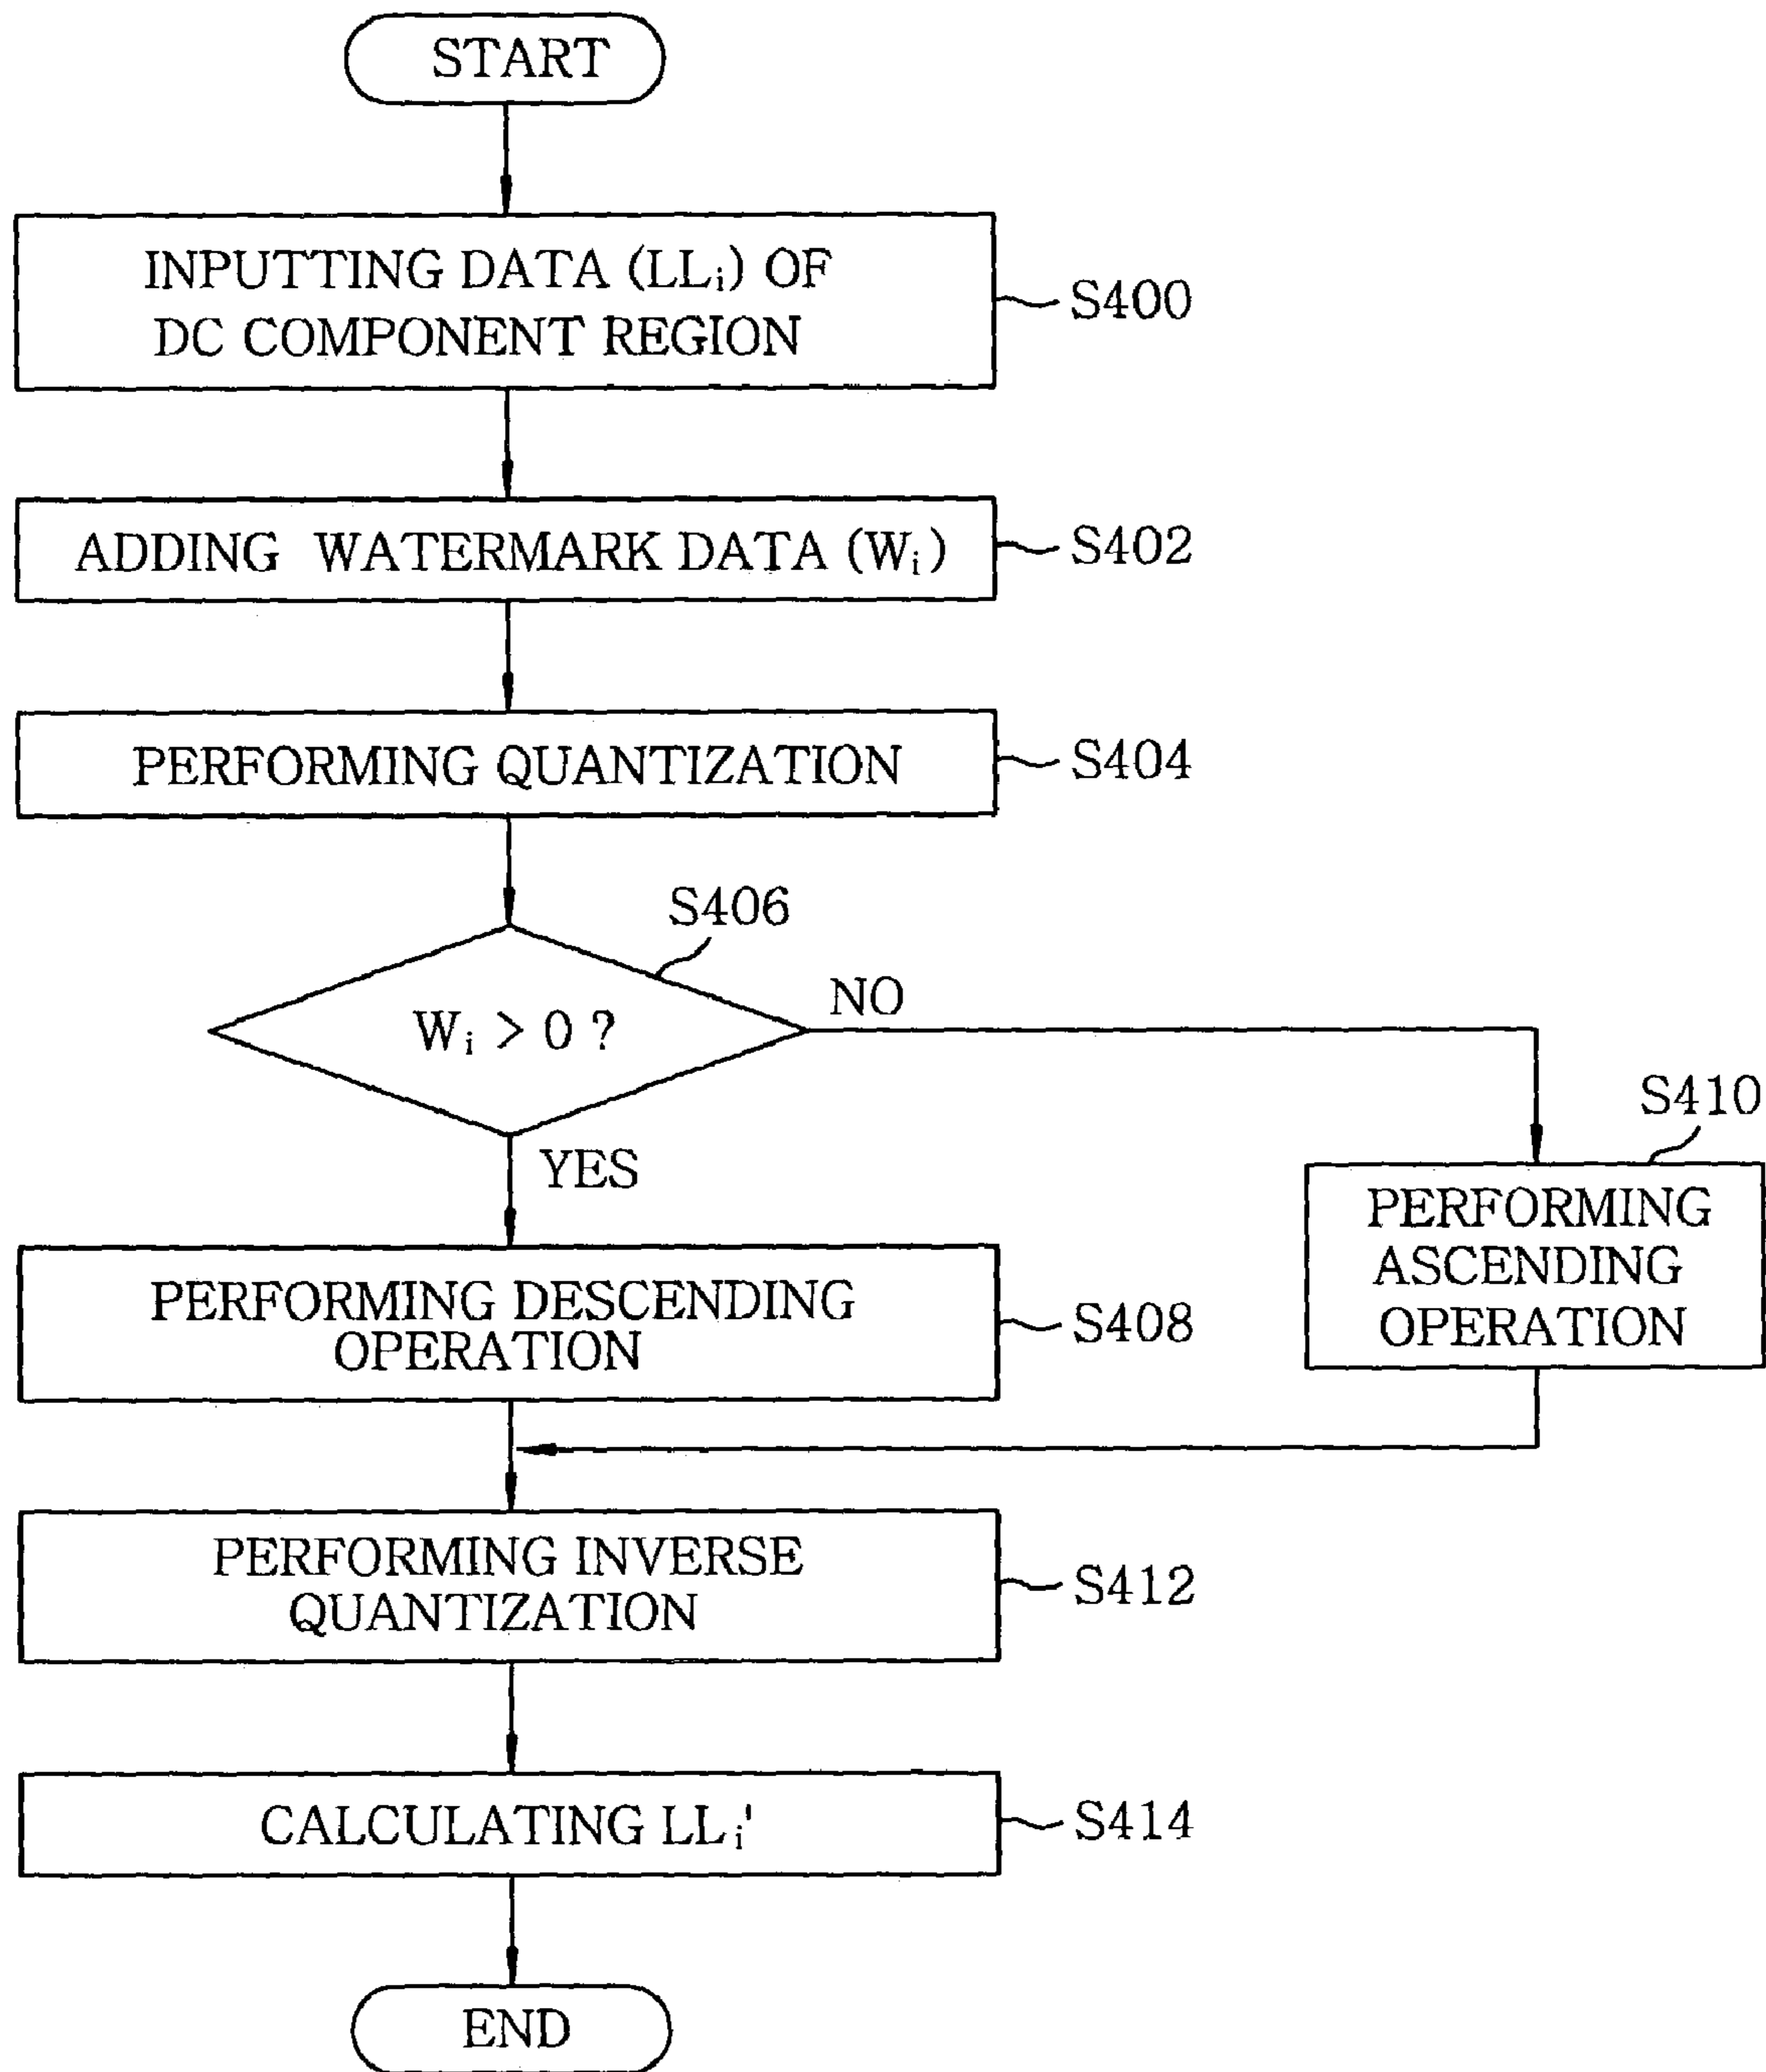 START
INPUTTING DATA (LLi) OF
DC COMPONENT REGION
S400
ADDING WATERMARK DATA (Wi)
S402
PERFORMING QUANTIZATION
S404
S406
Wi > 0 ?
NO
YES
S410
PERFORMING
ASCENDING
OPERATION
PERFORMING DESCENDING
OPERATION
S408
PERFORMING INVERSE
QUANTIZATION
S412
CALCULATING LLi'
S414
END